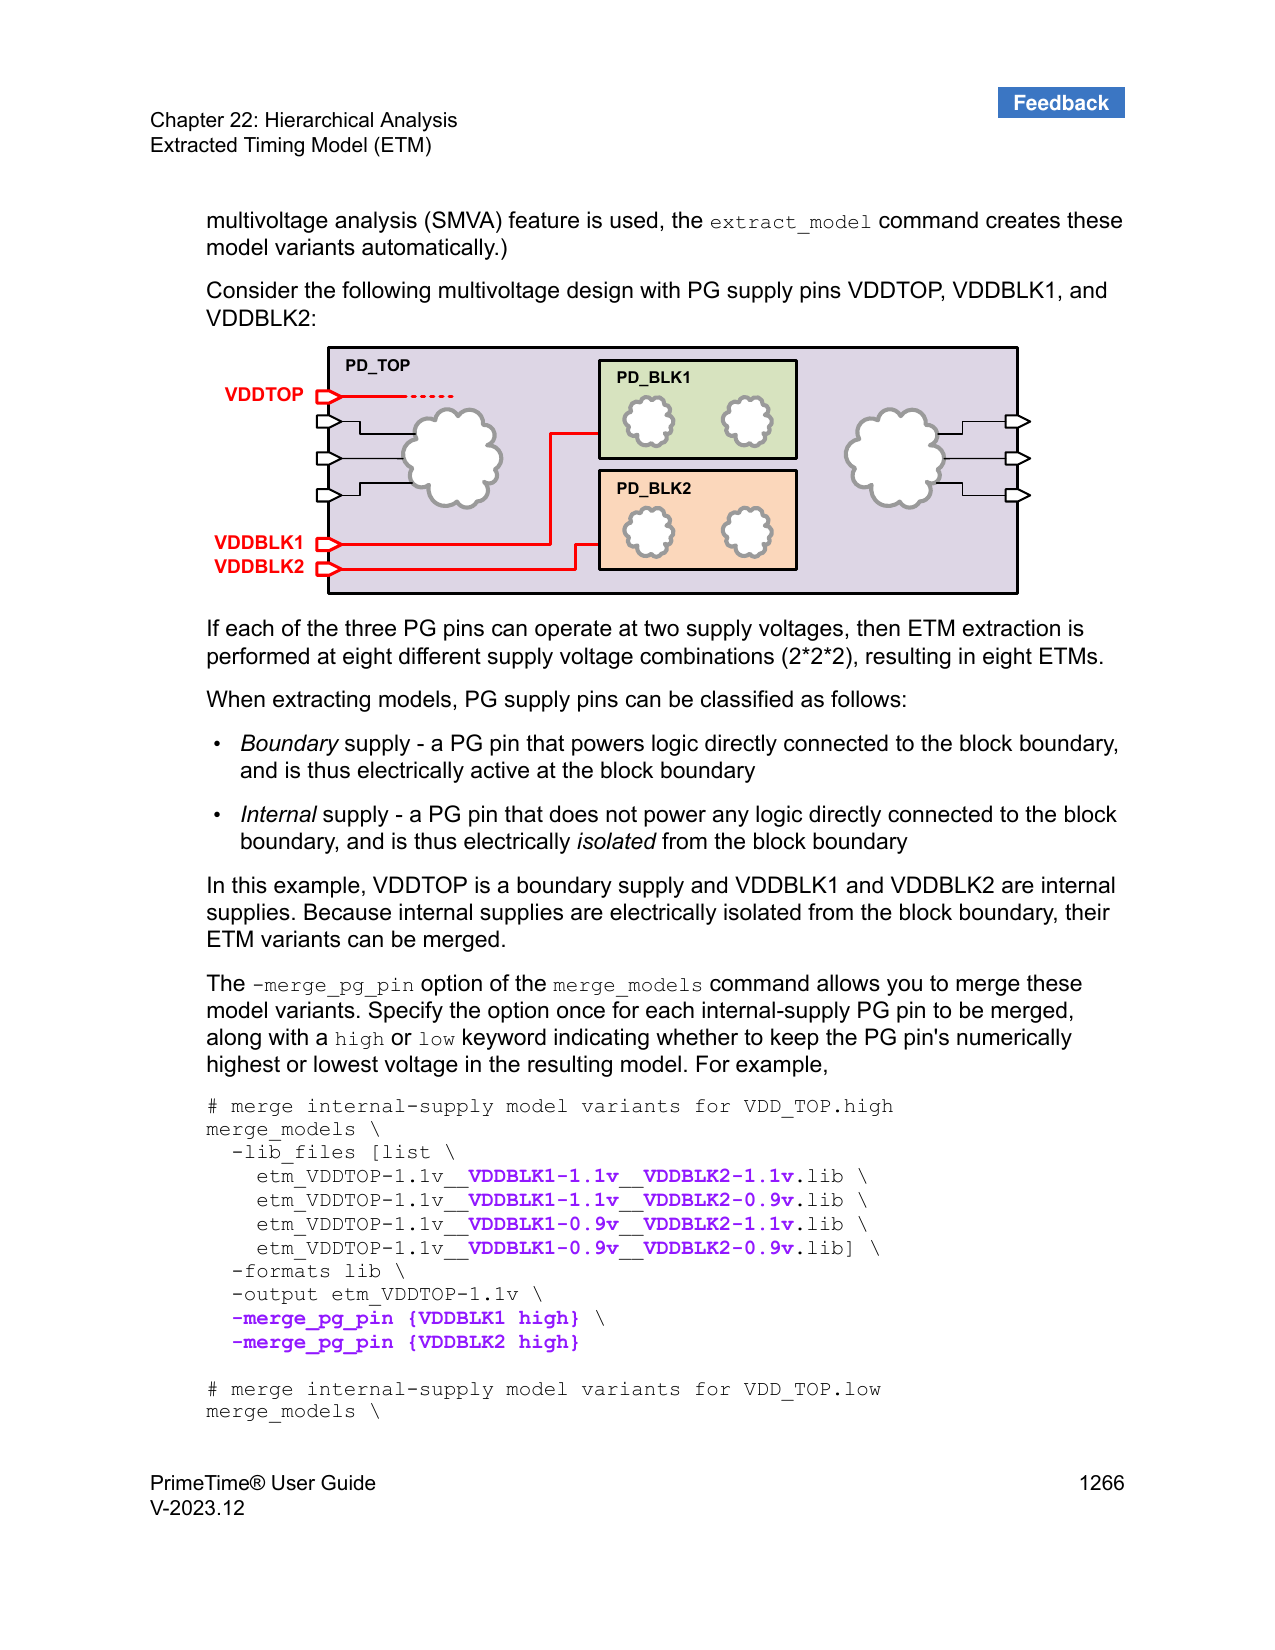 Feedback
Chapter 22: Hierarchical Analysis
Extracted Timing Model (ETM)
multivoltage analysis (SMVA) feature is used, the extract_model command creates these
model variants automatically.)
Consider the following multivoltage design with PG supply pins VDDTOP, VDDBLK1, and
VDDBLK2:
PD_TOP
VDDTOP
PD_BLK1
PD_BLK2
VDDBLK1
VDDBLK2
If each of the three PG pins can operate at two supply voltages, then ETM extraction is
performed at eight different supply voltage combinations (2*2*2), resulting in eight ETMs.
When extracting models, PG supply pins can be classified as follows:
• Boundary supply - a PG pin that powers logic directly connected to the block boundary,
and is thus electrically active at the block boundary
• Internal supply - a PG pin that does not power any logic directly connected to the block
boundary, and is thus electrically isolated from the block boundary
In this example, VDDTOP is a boundary supply and VDDBLK1 and VDDBLK2 are internal
supplies. Because internal supplies are electrically isolated from the block boundary, their
ETM variants can be merged.
The -merge_pg_pin option of the merge_models command allows you to merge these
model variants. Specify the option once for each internal-supply PG pin to be merged,
along with a high or low keyword indicating whether to keep the PG pin's numerically
highest or lowest voltage in the resulting model. For example,
# merge internal-supply model variants for VDD_TOP.high
merge_models \
  -lib_files [list \
    etm_VDDTOP-1.1v__VDDBLK1-1.1v__VDDBLK2-1.1v.lib \
    etm_VDDTOP-1.1v__VDDBLK1-1.1v__VDDBLK2-0.9v.lib \
    etm_VDDTOP-1.1v__VDDBLK1-0.9v__VDDBLK2-1.1v.lib \
    etm_VDDTOP-1.1v__VDDBLK1-0.9v__VDDBLK2-0.9v.lib] \
  -formats lib \
  -output etm_VDDTOP-1.1v \
  -merge_pg_pin {VDDBLK1 high} \
  -merge_pg_pin {VDDBLK2 high}
# merge internal-supply model variants for VDD_TOP.low
merge_models \
PrimeTime® User Guide
1266
V-2023.12